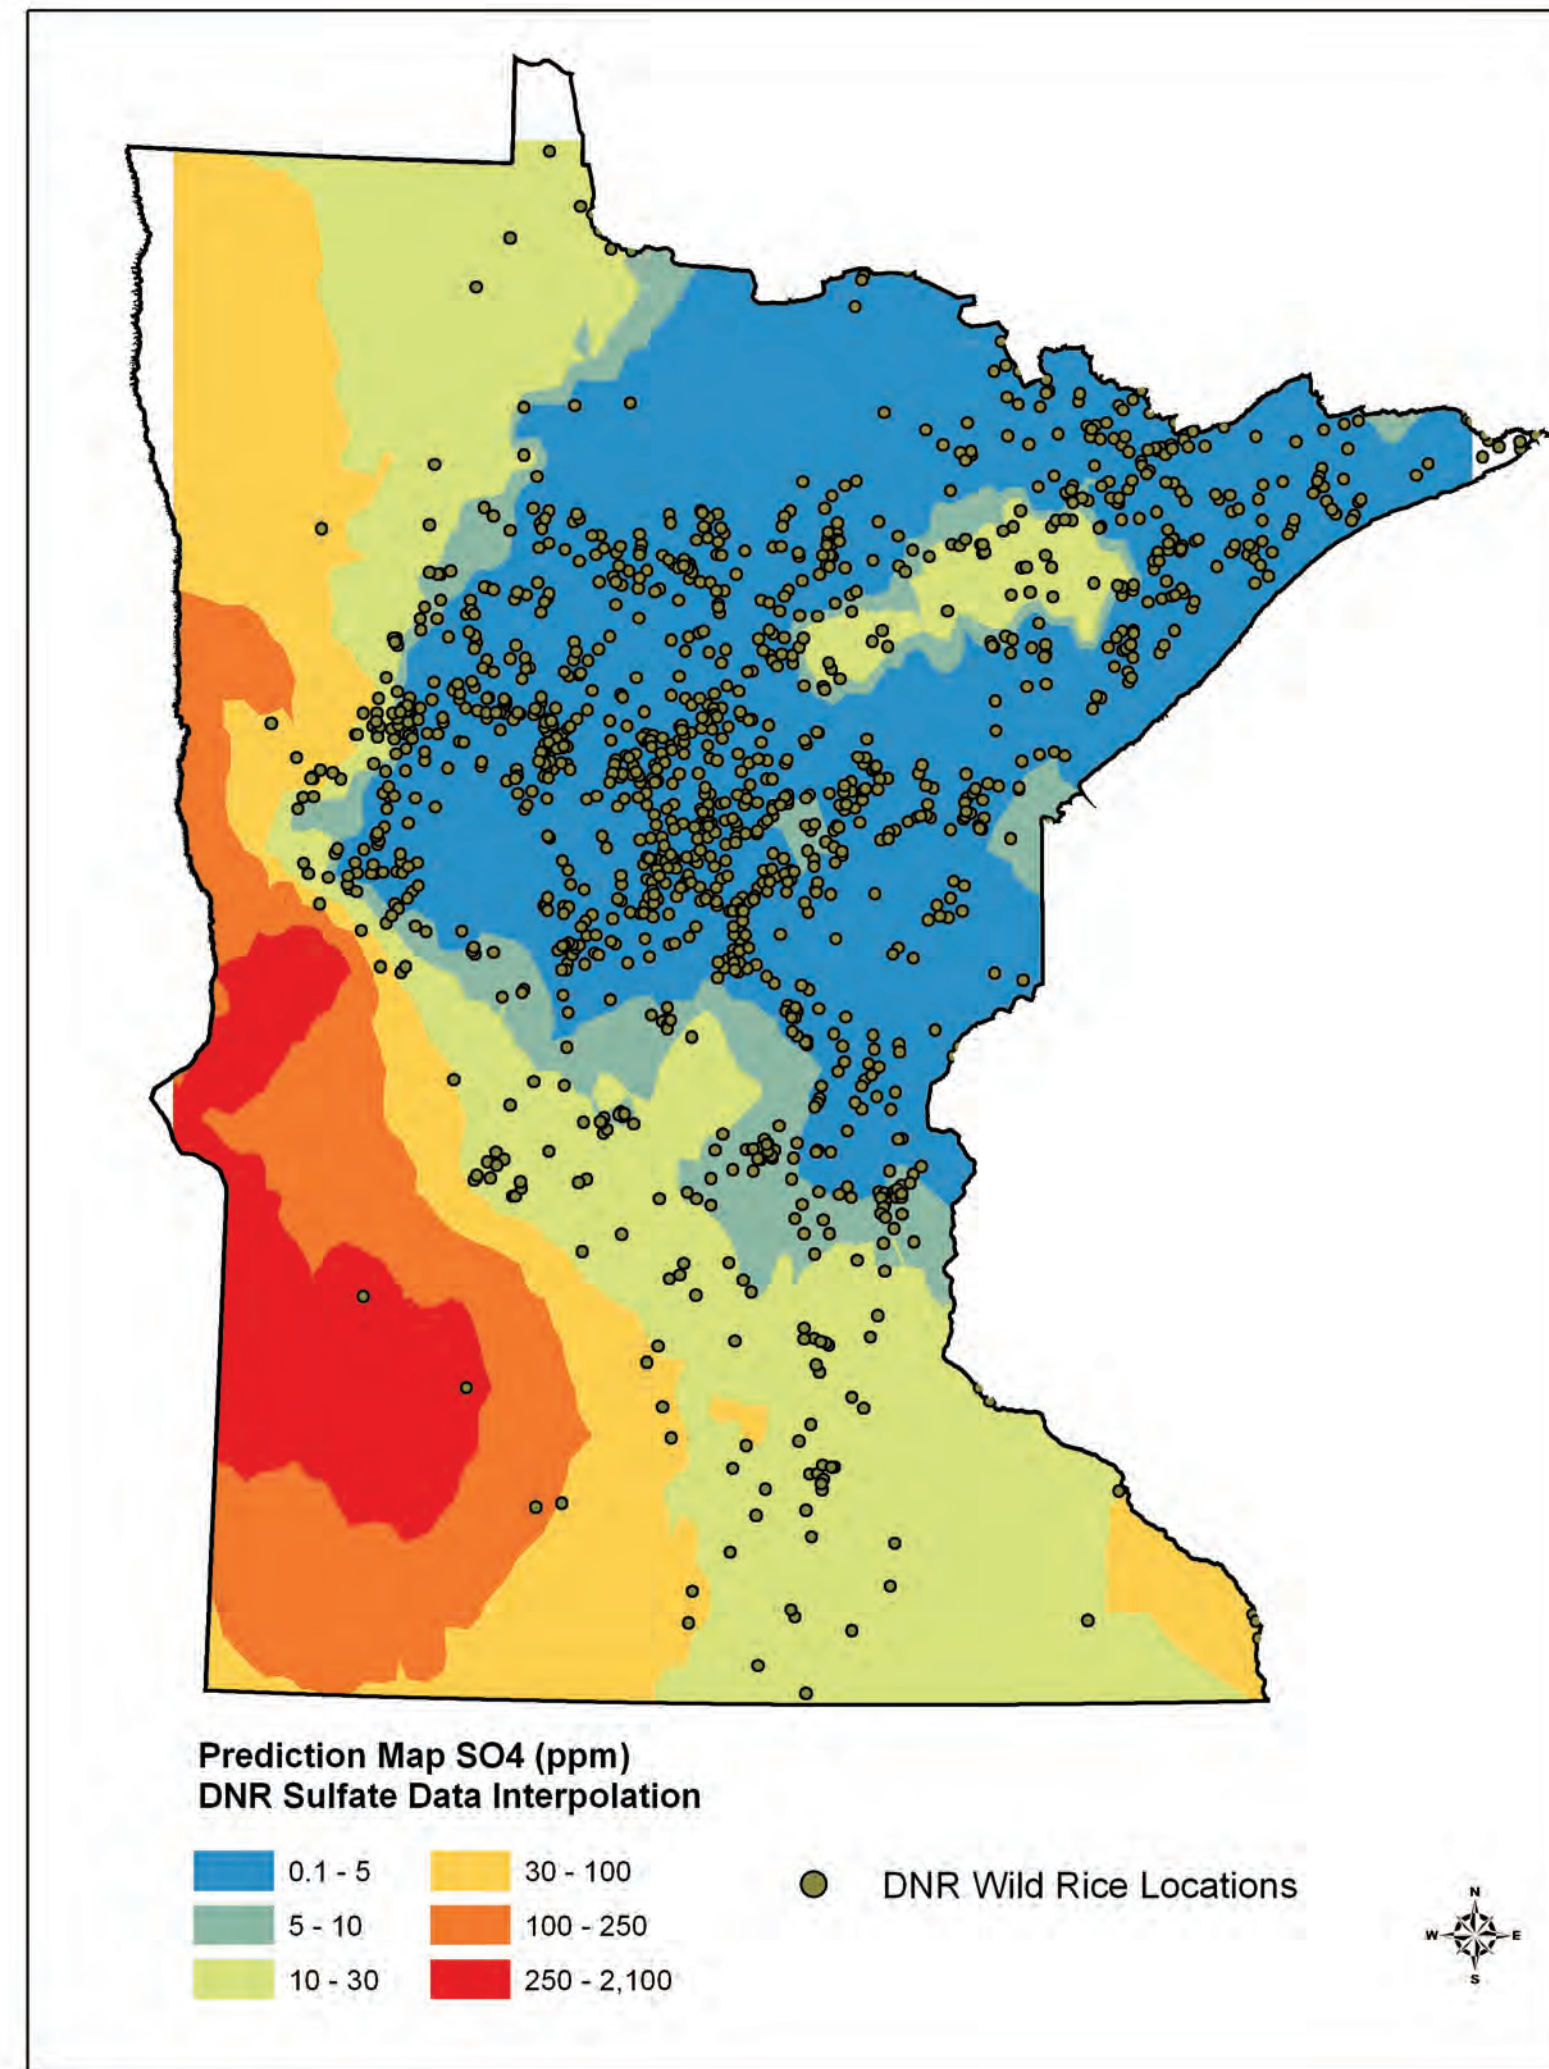 Prediction Map SO4 (ppm)
DNR Sulfate Data Interpolation
0.1 - 5
5 - 10
10 - 30
30 - 100
100 - 250
250 - 2,100
DNR Wild Rice Locations
N
W E
S